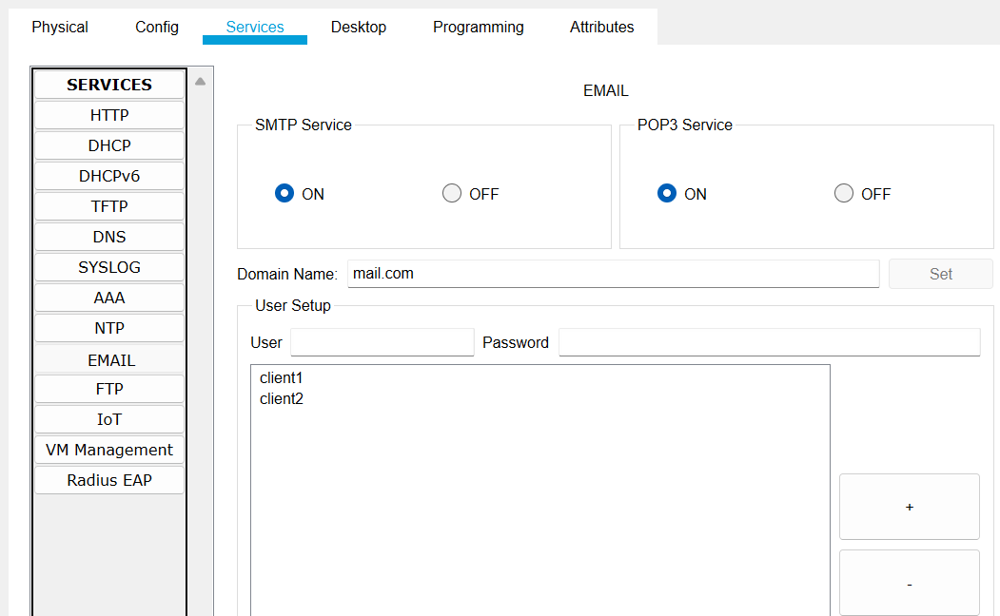 Physical Config Services Desktop Programming Attributes
SERVICES
HTTP
DHCP
DHCPv6
TFTP
DNS
SYSLOG
AAA
NTP
EMAIL
FTP
IoT
VM Management
Radius EAP
EMAIL
SMTP Service
ON OFF
POP3 Service
ON OFF
Domain Name: mail.com Set
User Setup
User Password
client1
client2
+
-